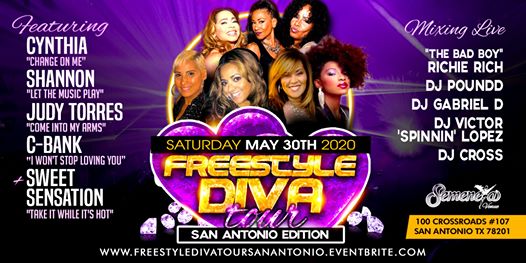 Featuring
CYNTHIA
"CHANGE ON ME"
SHANNON
"LET THE MUSIC PLAY"
JUDY TORRES
"COME INTO MY ARMS"
C-BANK
"I WON'T STOP LOVING YOU"
+ SWEET
SENSATION
"TAKE IT WHILE IT'S HOT"
SATURDAY MAY 30TH 2020
FREESTYLE
DIVA
tour
SAN ANTONIO EDITION
Mixing Live
"THE BAD BOY"
RICHIE RICH
DJ POUNDD
DJ GABRIEL D
DJ VICTOR
'SPINNIN' LOPEZ
DJ CROSS
Semeneya
Venue
100 CROSSROADS #107
SAN ANTONIO TX 78201
WWW.FREESTYLEDIVATOURSANANTONIO.EVENTBRITE.COM